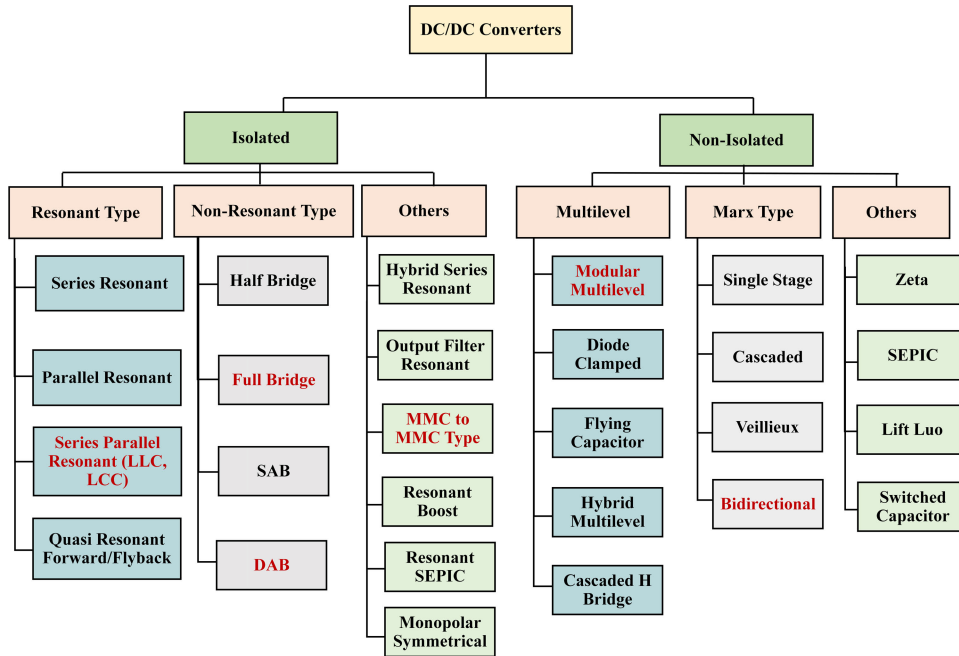 DC/DC Converters
Isolated
Non-Isolated
Resonant Type
Non-Resonant Type
Others
Multilevel
Marx Type
Others
Series Resonant
Parallel Resonant
Series Parallel
Resonant (LLC,
LCC)
Quasi Resonant
Forward/Flyback
Half Bridge
Full Bridge
SAB
DAB
Hybrid Series
Resonant
Output Filter
Resonant
MMC to
MMC Type
Resonant
Boost
Resonant
SEPIC
Monopolar
Symmetrical
Modular
Multilevel
Diode
Clamped
Flying
Capacitor
Hybrid
Multilevel
Cascaded H
Bridge
Single Stage
Cascaded
Veillieux
Bidirectional
Zeta
SEPIC
Lift Luo
Switched
Capacitor